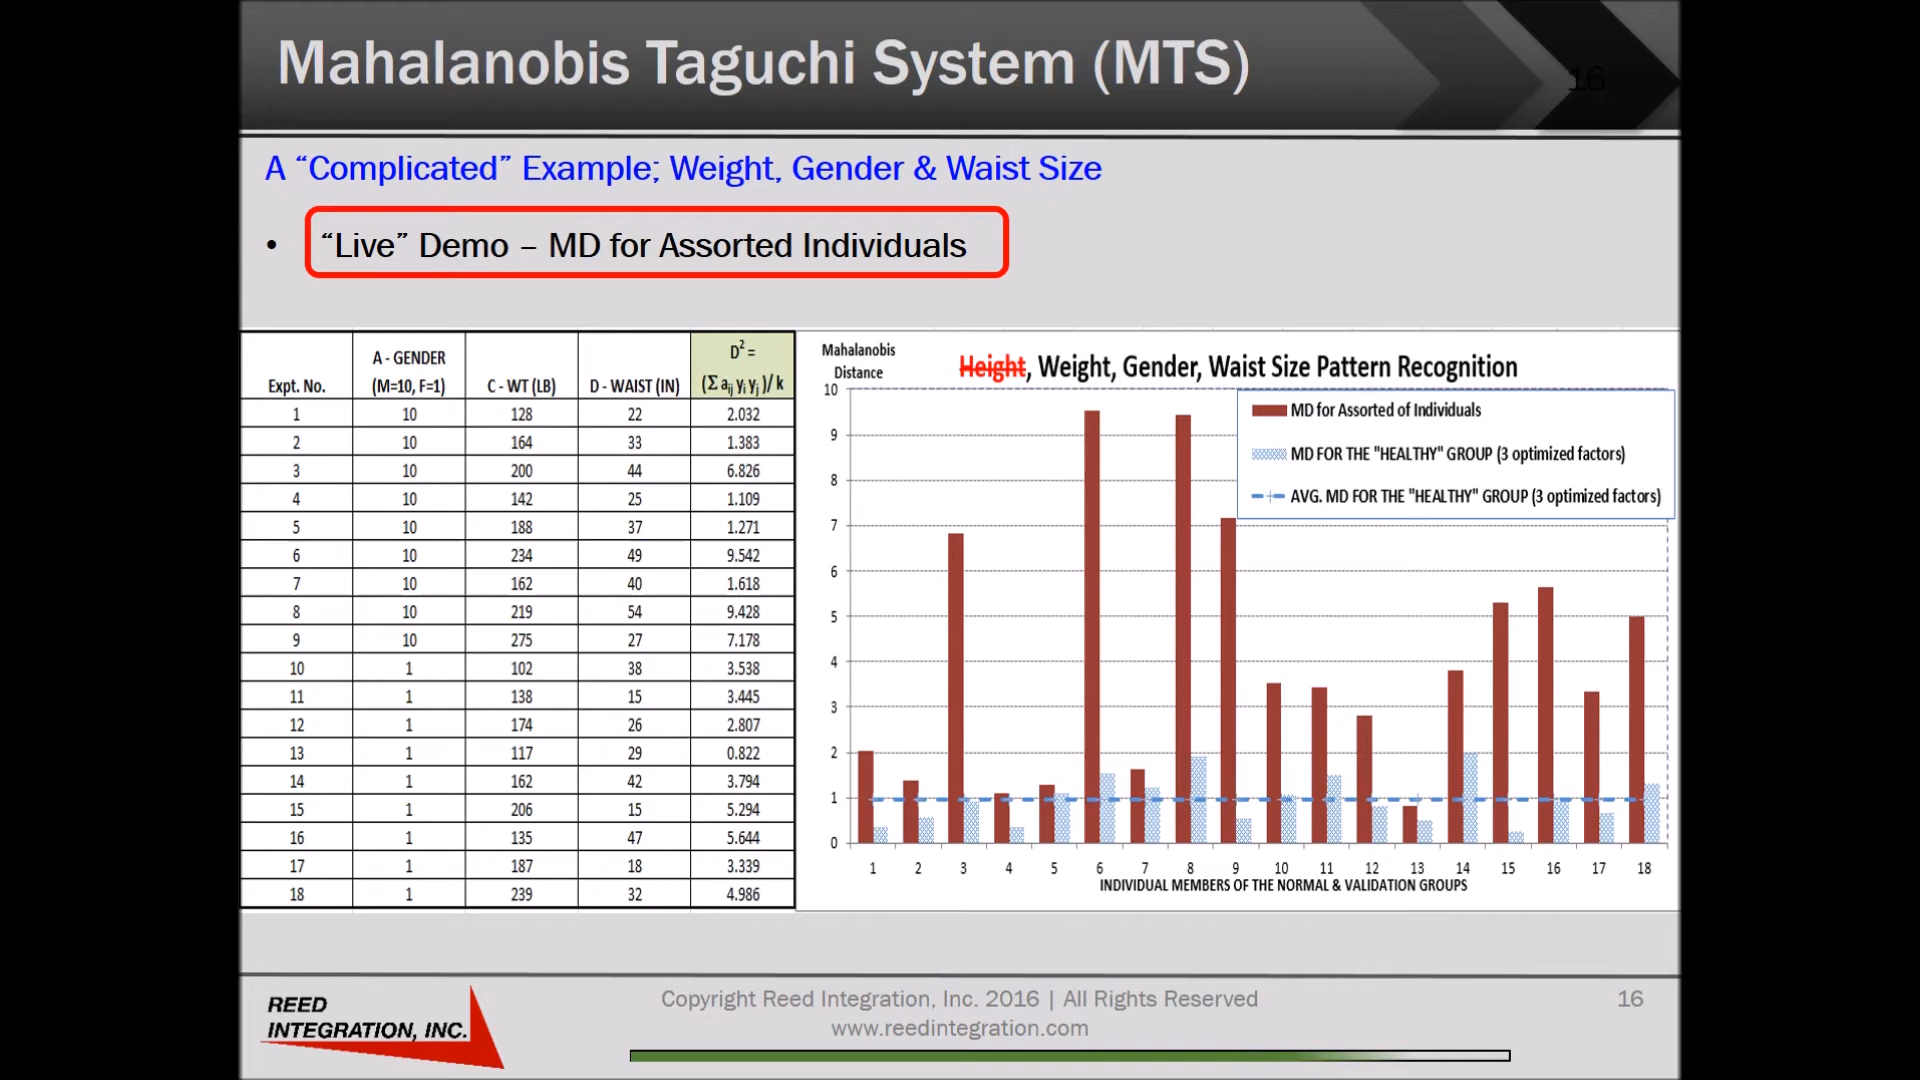 Mahalanobis Taguchi System (MTS)
16
A “Complicated” Example; Weight, Gender & Waist Size
• “Live” Demo – MD for Assorted Individuals
Expt. No. A - GENDER (M=10, F=1) C - WT (LB) D - WAIST (IN) D² = (Σ aij yi yj )/ k
1 10 128 22 2.032
2 10 164 33 1.383
3 10 200 44 6.826
4 10 142 25 1.109
5 10 188 37 1.271
6 10 234 49 9.542
7 10 162 40 1.618
8 10 219 54 9.428
9 10 275 27 7.178
10 1 102 38 3.538
11 1 138 15 3.445
12 1 174 26 2.807
13 1 117 29 0.822
14 1 162 42 3.794
15 1 206 15 5.294
16 1 135 47 5.644
17 1 187 18 3.339
18 1 239 32 4.986
Mahalanobis
Distance
Height, Weight, Gender, Waist Size Pattern Recognition
MD for Assorted of Individuals
MD FOR THE "HEALTHY" GROUP (3 optimized factors)
AVG. MD FOR THE "HEALTHY" GROUP (3 optimized factors)
10
9
8
7
6
5
4
3
2
1
0
1 2 3 4 5 6 7 8 9 10 11 12 13 14 15 16 17 18
INDIVIDUAL MEMBERS OF THE NORMAL & VALIDATION GROUPS
REED
INTEGRATION, INC.
Copyright Reed Integration, Inc. 2016 | All Rights Reserved
www.reedintegration.com
16